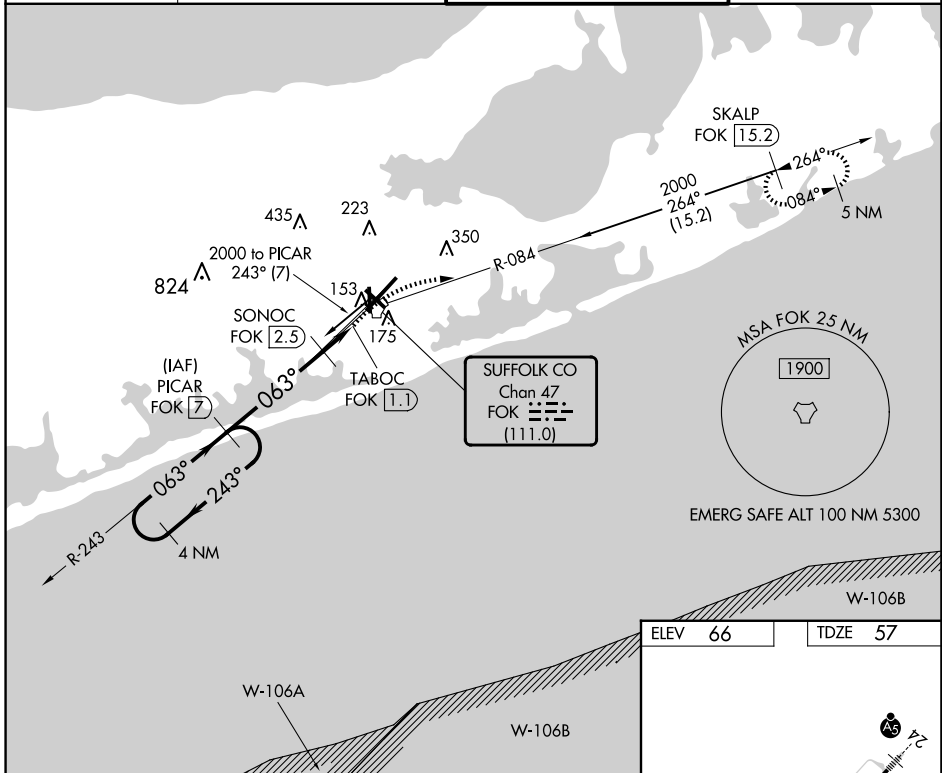 SKALP
FOK 15.2
264°
084°
5 NM
2000
264°
(15.2)
R-084
435
223
350
2000 to PICAR
243° (7)
824
153
175
SONOC
FOK 2.5
(IAF)
PICAR
FOK 7
063°
TABOC
FOK 1.1
SUFFOLK CO
Chan 47
FOK
(111.0)
MSA FOK 25 NM
1900
EMERG SAFE ALT 100 NM 5300
063°
243°
R-243
4 NM
W-106B
ELEV 66
TDZE 57
W-106A
W-106B
A5
24